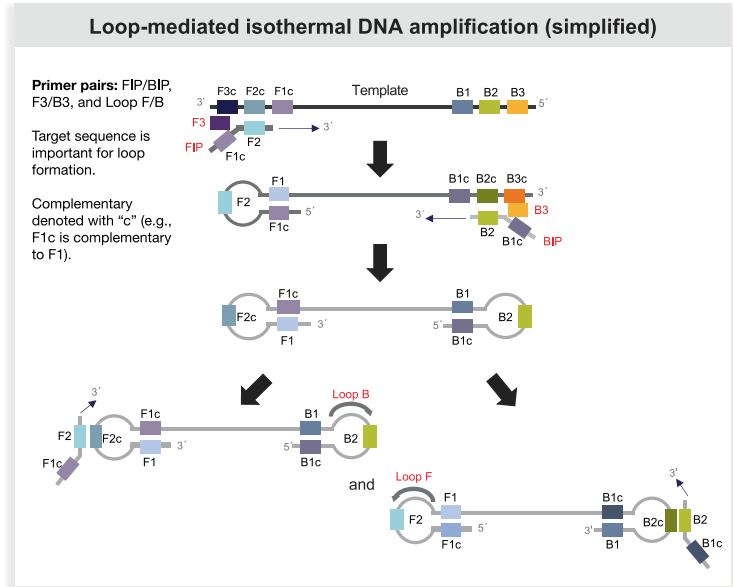 Loop-mediated isothermal DNA amplification (simplified)
Primer pairs: FIP/BIP,
F3/B3, and Loop F/B
Target sequence is
important for loop
formation.
Complementary
denoted with “c” (e.g.,
F1c is complementary
to F1).
F3c F2c F1c Template B1 B2 B3
3´ 5´
F3 F2 3´
FIP F1c
F1 B1c B2c B3c
F2 3´
F1c 5´ 3´ B2 B3
B1c BIP
F1c B1
F2c 3´ 5´ B2
F1 B1c
3´ Loop B
F1c B1
F2 F2c 3´ 5´ B2
F1c F1 B1c
and
Loop F 3'
F1 B1c
F2 5´ 3' B2c B2
F1c B1 B1c